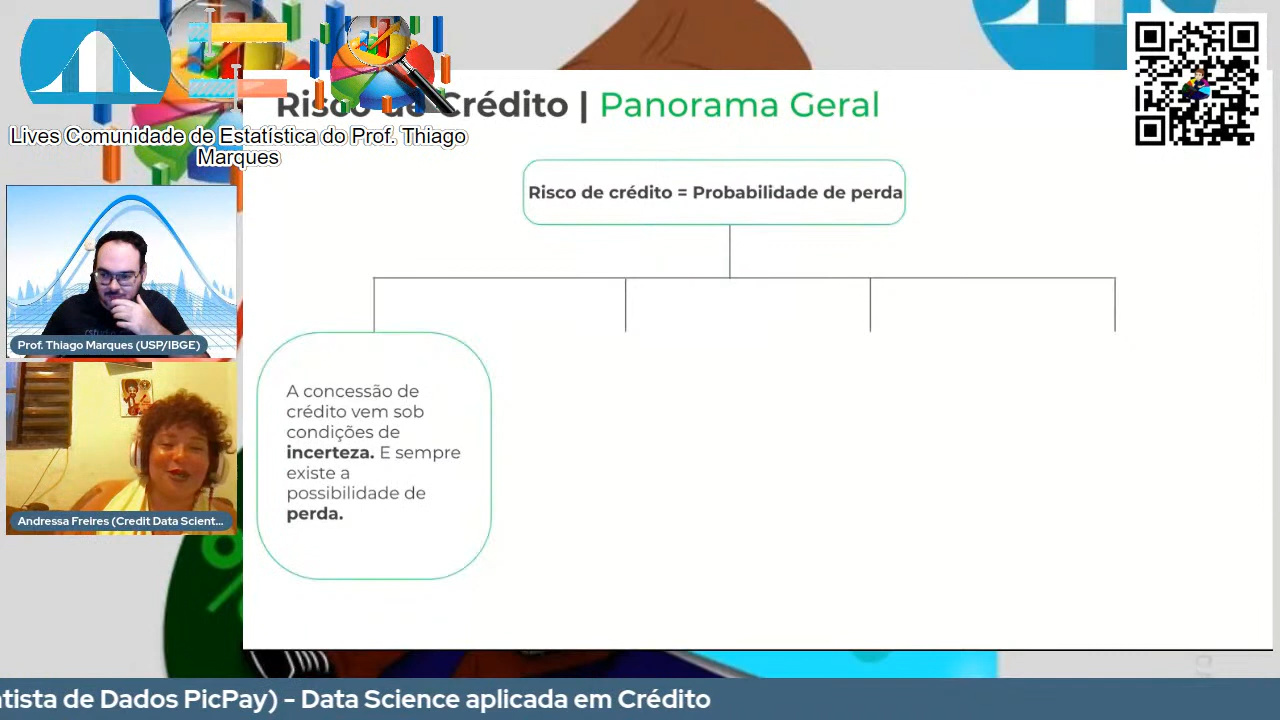 Risco de Crédito | Panorama Geral
Lives Comunidade de Estatística do Prof. Thiago
Marques
Risco de crédito = Probabilidade de perda
Prof. Thiago Marques (USP/IBGE)
A concessão de
crédito vem sob
condições de
incerteza. E sempre
existe a
possibilidade de
perda.
Andressa Freires (Credit Data Scient...
%
tista de Dados PicPay) - Data Science aplicada em Crédito